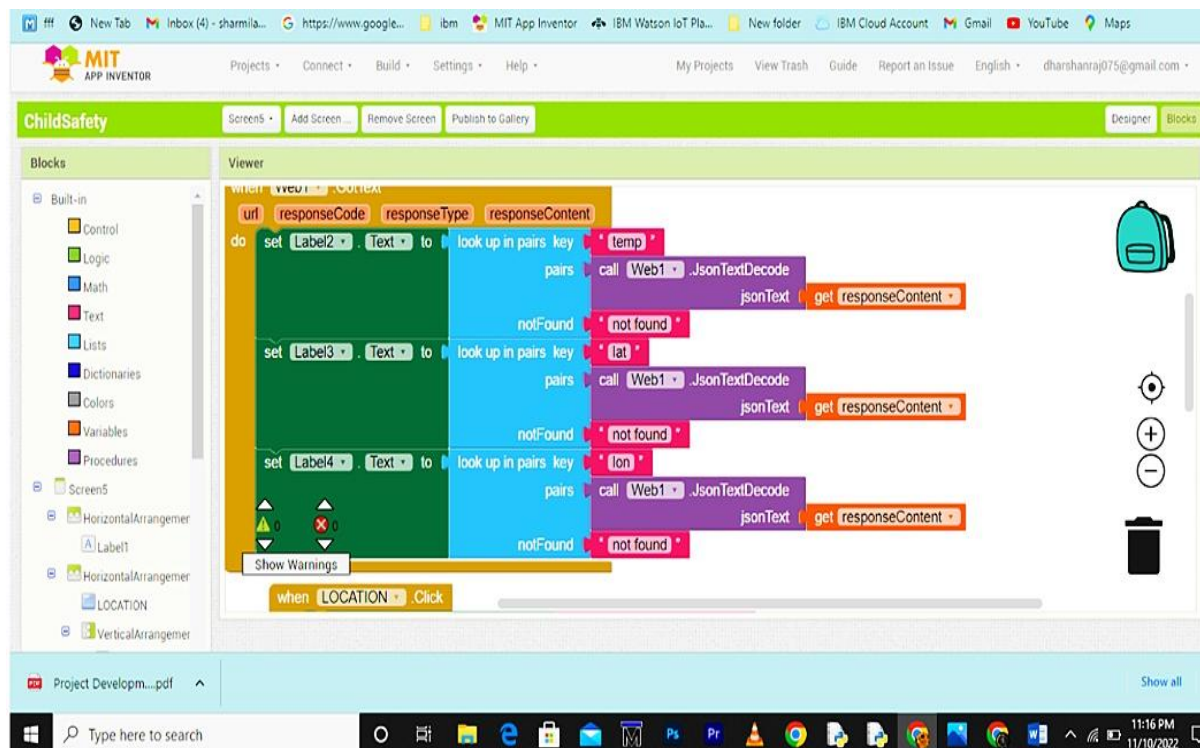 fff New Tab Inbox (4) - sharmila... https://www.google... ibm MIT App Inventor IBM Watson IoT Pla... New folder IBM Cloud Account Gmail YouTube Maps
MIT
APP INVENTOR
Projects Connect Build Settings Help My Projects View Trash Guide Report an Issue English dharshanraj075@gmail.com
ChildSafety Screen5 Add Screen ... Remove Screen Publish to Gallery Designer Blocks
Blocks Viewer
Built-in
Control
Logic
Math
Text
Lists
Dictionaries
Colors
Variables
Procedures
Screen5
HorizontalArrangemer
Label1
HorizontalArrangemer
LOCATION
VerticalArrangemer
when Web1 .GotText
url responseCode responseType responseContent
do set Label2 . Text to look up in pairs key " temp "
pairs call Web1 .JsonTextDecode
jsonText get responseContent
notFound " not found "
set Label3 . Text to look up in pairs key " lat "
pairs call Web1 .JsonTextDecode
jsonText get responseContent
notFound " not found "
set Label4 . Text to look up in pairs key " lon "
pairs call Web1 .JsonTextDecode
jsonText get responseContent
notFound " not found "
0 0
Show Warnings
when LOCATION .Click
Project Developm....pdf Show all
Type here to search
11:16 PM
11/10/2022